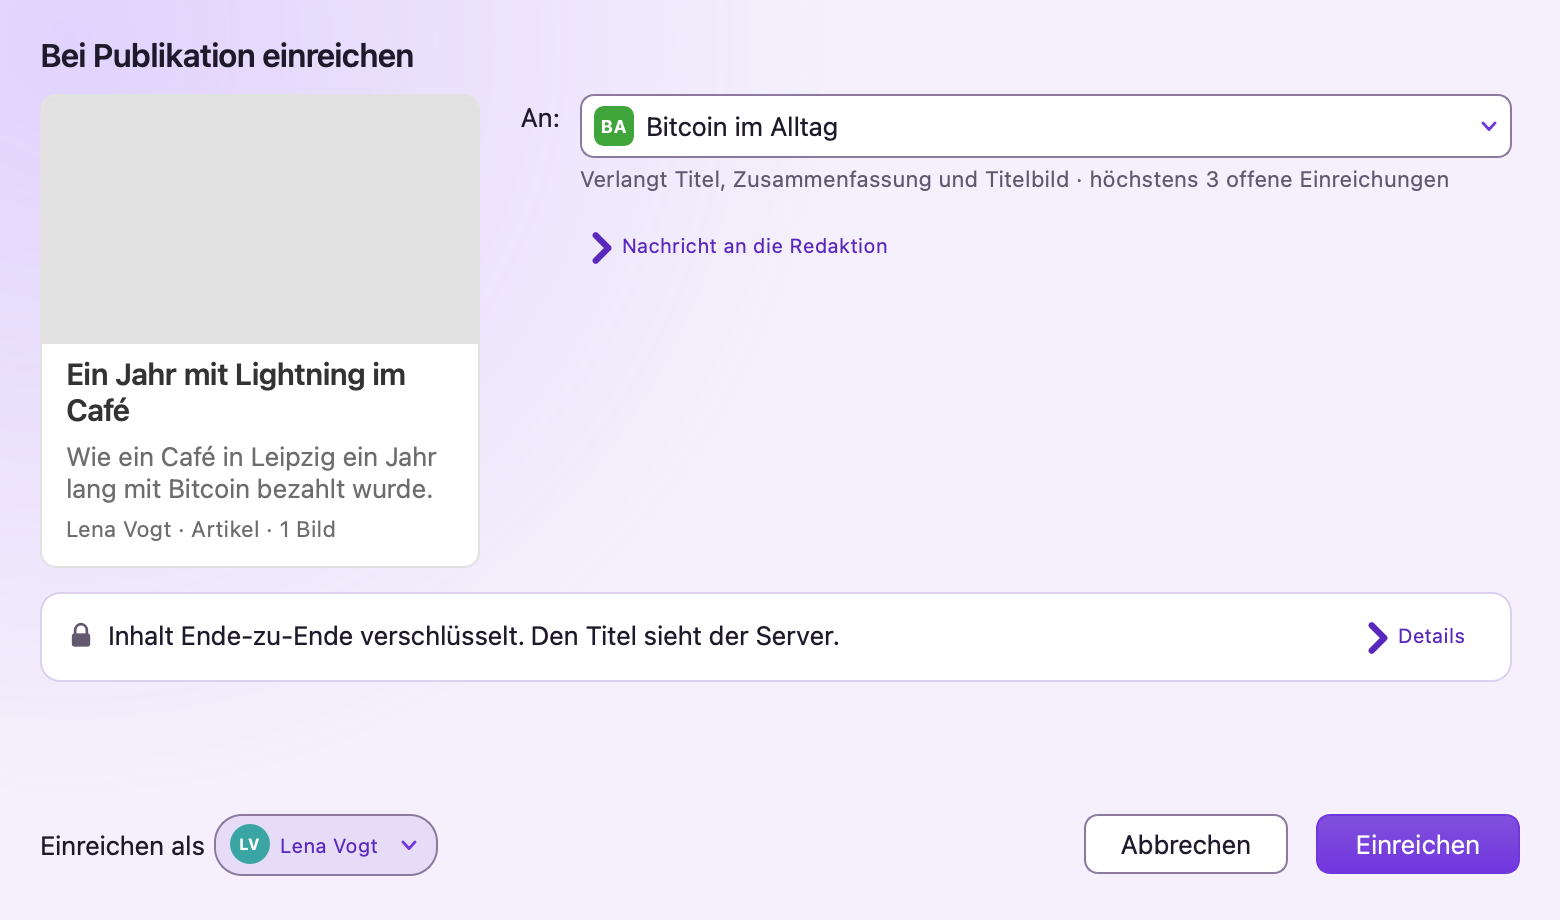 Bei Publikation einreichen
An:
BA
Bitcoin im Alltag
Verlangt Titel, Zusammenfassung und Titelbild · höchstens 3 offene Einreichungen
Nachricht an die Redaktion
Ein Jahr mit Lightning im
Café
Wie ein Café in Leipzig ein Jahr
lang mit Bitcoin bezahlt wurde.
Lena Vogt · Artikel · 1 Bild
Inhalt Ende-zu-Ende verschlüsselt. Den Titel sieht der Server.
Details
Einreichen als
LV
Lena Vogt
Abbrechen
Einreichen